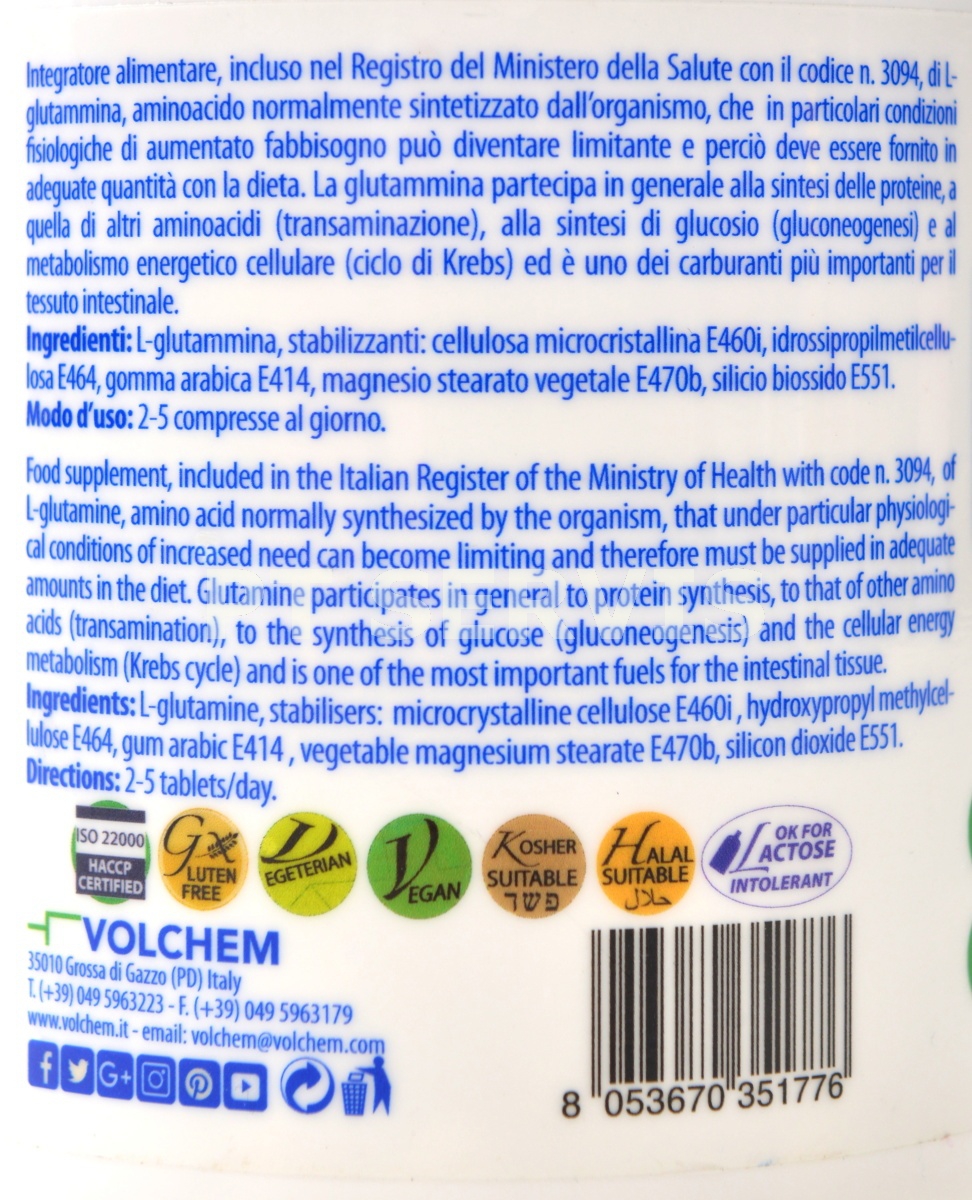 Integratore alimentare, incluso nel Registro del Ministero della Salute con il codice n. 3094, di L-
glutammina, aminoacido normalmente sintetizzato dall'organismo, che in particolari condizioni
fisiologiche di aumentato fabbisogno può diventare limitante e perciò deve essere fornito in
adeguate quantità con la dieta. La glutammina partecipa in generale alla sintesi delle proteine, a
quella di altri aminoacidi (transaminazione), alla sintesi di glucosio (gluconeogenesi) e al
metabolismo energetico cellulare (ciclo di Krebs) ed è uno dei carburanti più importanti per il
tessuto intestinale.
Ingredienti: L-glutammina, stabilizzanti: cellulosa microcristallina E460i, idrossipropilmetilcellu-
losa E464, gomma arabica E414, magnesio stearato vegetale E470b, silicio biossido E551.
Modo d'uso: 2-5 compresse al giorno.
Food supplement, included in the Italian Register of the Ministry of Health with code n. 3094, of
L-glutamine, amino acid normally synthesized by the organism, that under particular physiologi-
cal conditions of increased need can become limiting and therefore must be supplied in adequate
amounts in the diet. Glutamine participates in general to protein synthesis, to that of other amino
acids (transamination), to the synthesis of glucose (gluconeogenesis) and the cellular energy
metabolism (Krebs cycle) and is one of the most important fuels for the intestinal tissue.
Ingredients: L-glutamine, stabilisers: microcrystalline cellulose E460i , hydroxypropyl methylcel-
lulose E464, gum arabic E414 , vegetable magnesium stearate E470b, silicon dioxide E551.
Directions: 2-5 tablets/day.
ISO 22000
HACCP
CERTIFIED
GLUTEN
FREE
VEGETERIAN
VEGAN
KOSHER
SUITABLE
פשר
HALAL
SUITABLE
حلال
OK FOR
LACTOSE
INTOLERANT
VOLCHEM
35010 Grossa di Gazzo (PD) Italy
T. (+39) 049 5963223 - F. (+39) 049 5963179
www.volchem.it - email: volchem@volchem.com
8 053670 351776